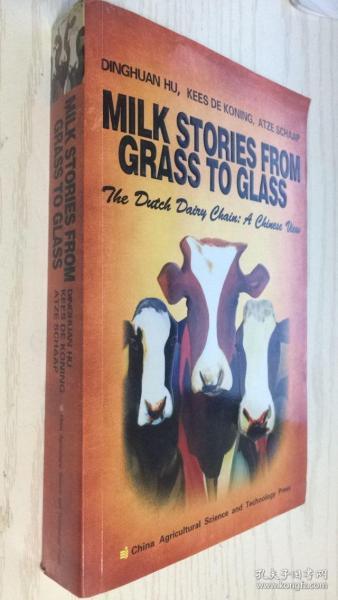 DINGHUAN HU, KEES DE KONING, ATZE SCHAAP
MILK STORIES FROM
GRASS TO GLASS
The Dutch Dairy Chain: A Chinese View
China Agricultural Science and Technology Press
MILK STORIES FROM
GRASS TO GLASS
DINGHUAN HU
KEES DE KONING
ATZE SCHAAP
孔夫子旧书网